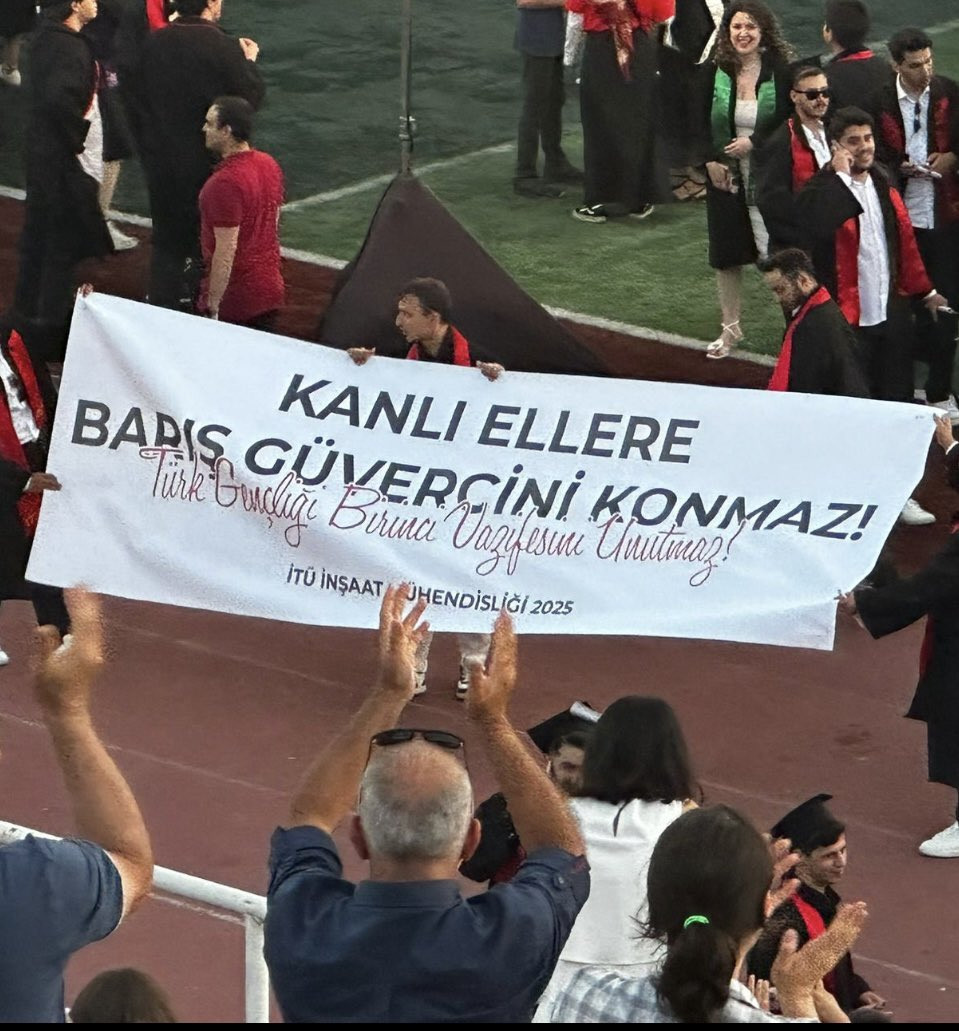 KANLI ELLERE
BARIŞ GÜVERCİNİ KONMAZ!
Türk Gençliği Birinci Vazifesini Unutmaz!
İTÜ İNŞAAT MÜHENDİSLİĞİ 2025